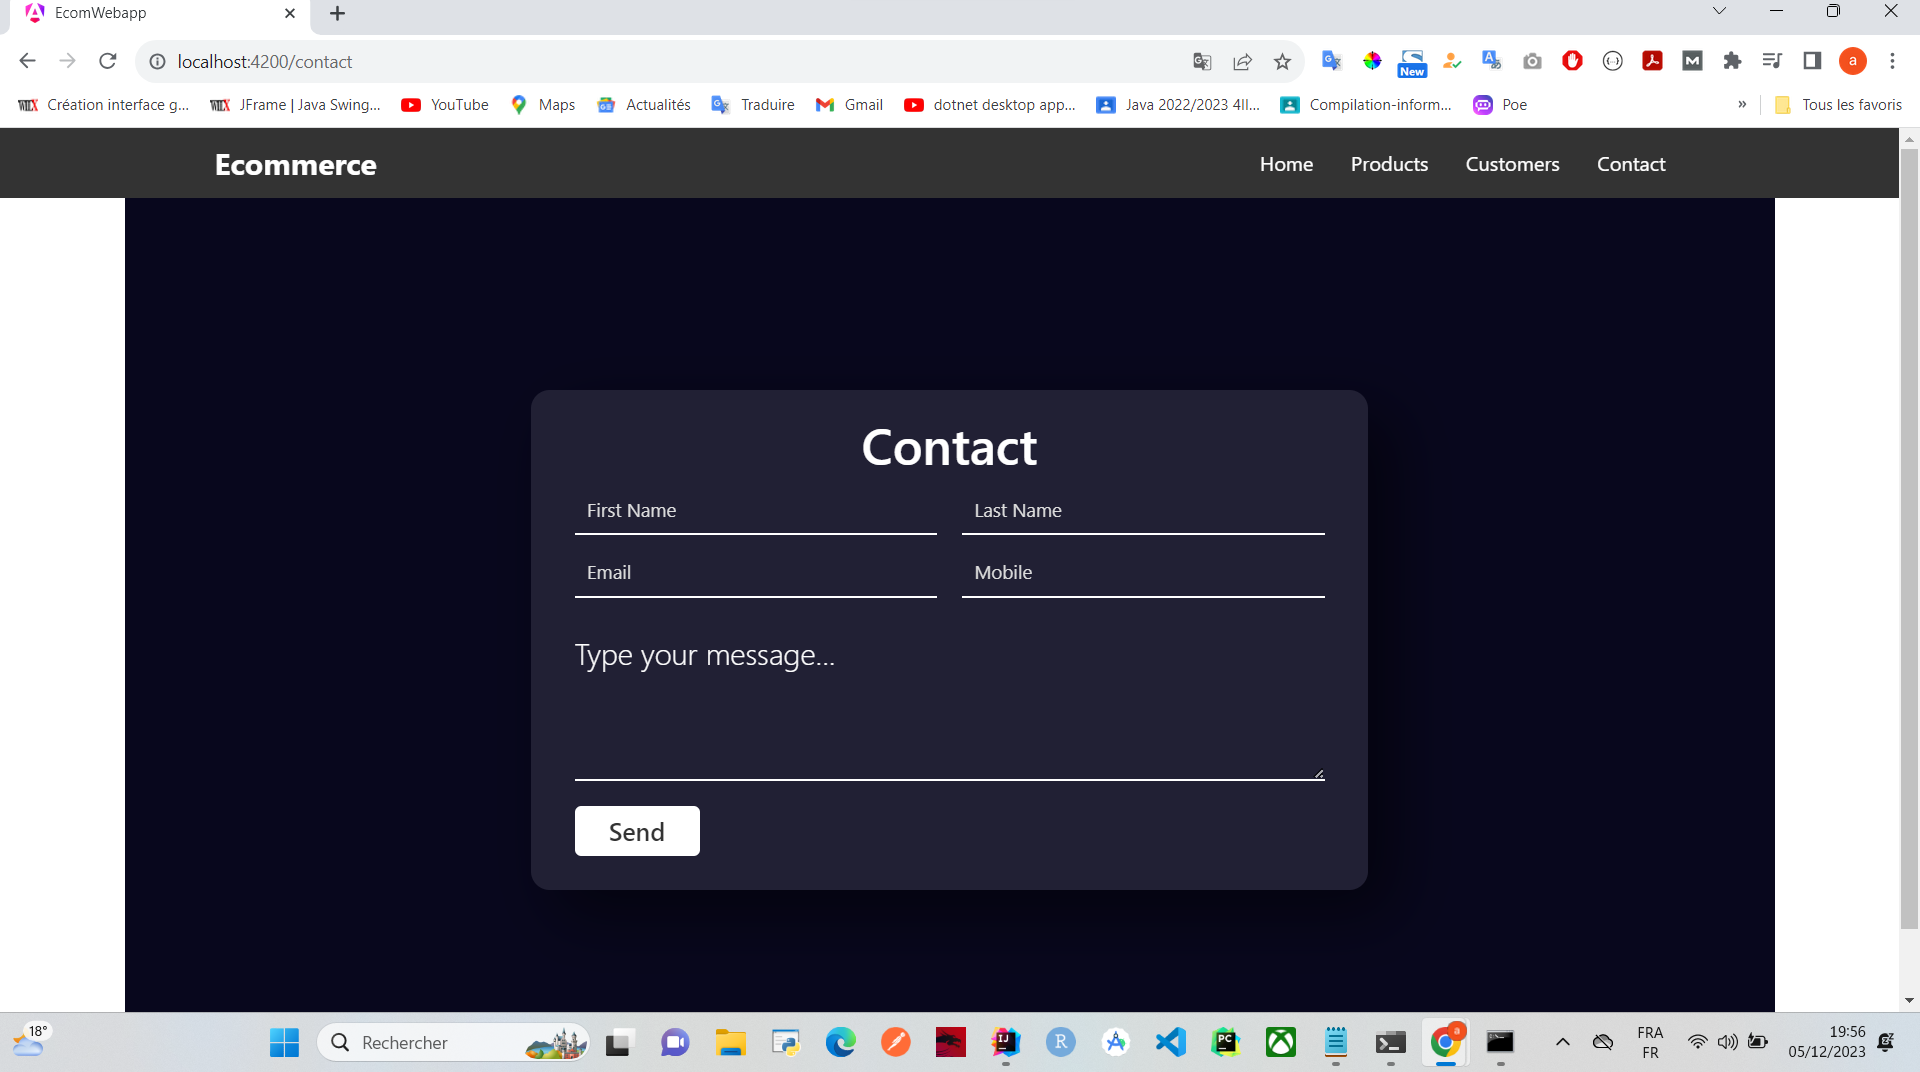 EcomWebapp
localhost:4200/contact
New
a
Création interface g... JFrame | Java Swing... YouTube Maps Actualités Traduire Gmail dotnet desktop app... Java 2022/2023 4II... Compilation-inform... Poe » Tous les favoris
Ecommerce Home Products Customers Contact
Contact
First Name Last Name
Email Mobile
Type your message...
Send
18° Rechercher FRA 19:56
FR 05/12/2023